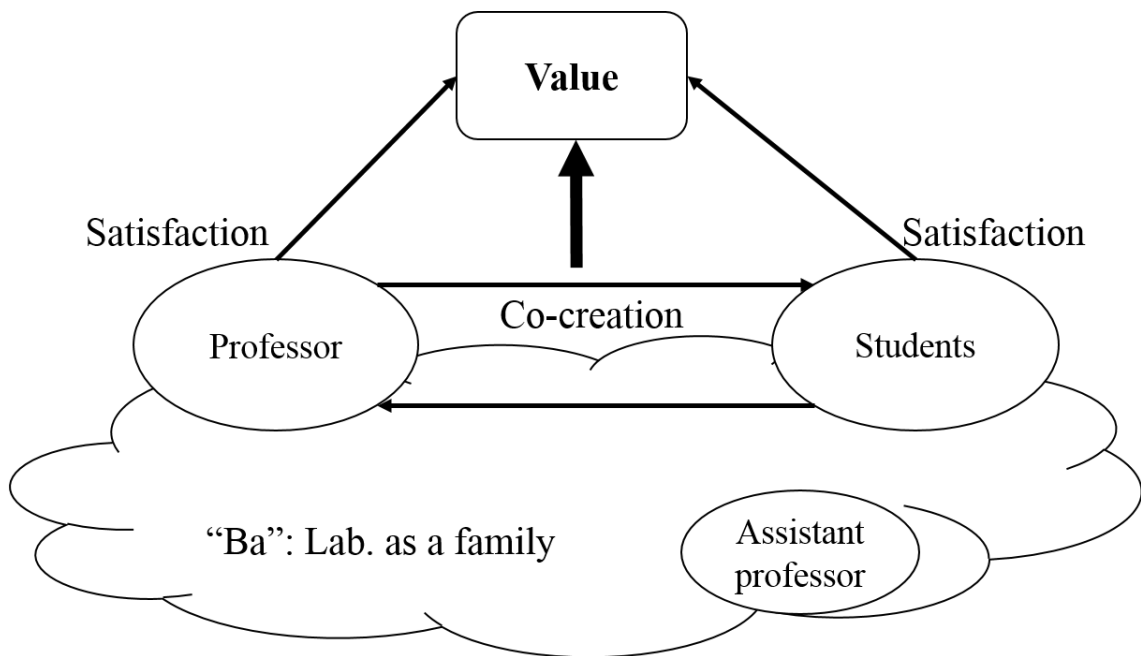 Value
Satisfaction
Satisfaction
Co-creation
Professor
Students
“Ba”: Lab. as a family
Assistant
professor